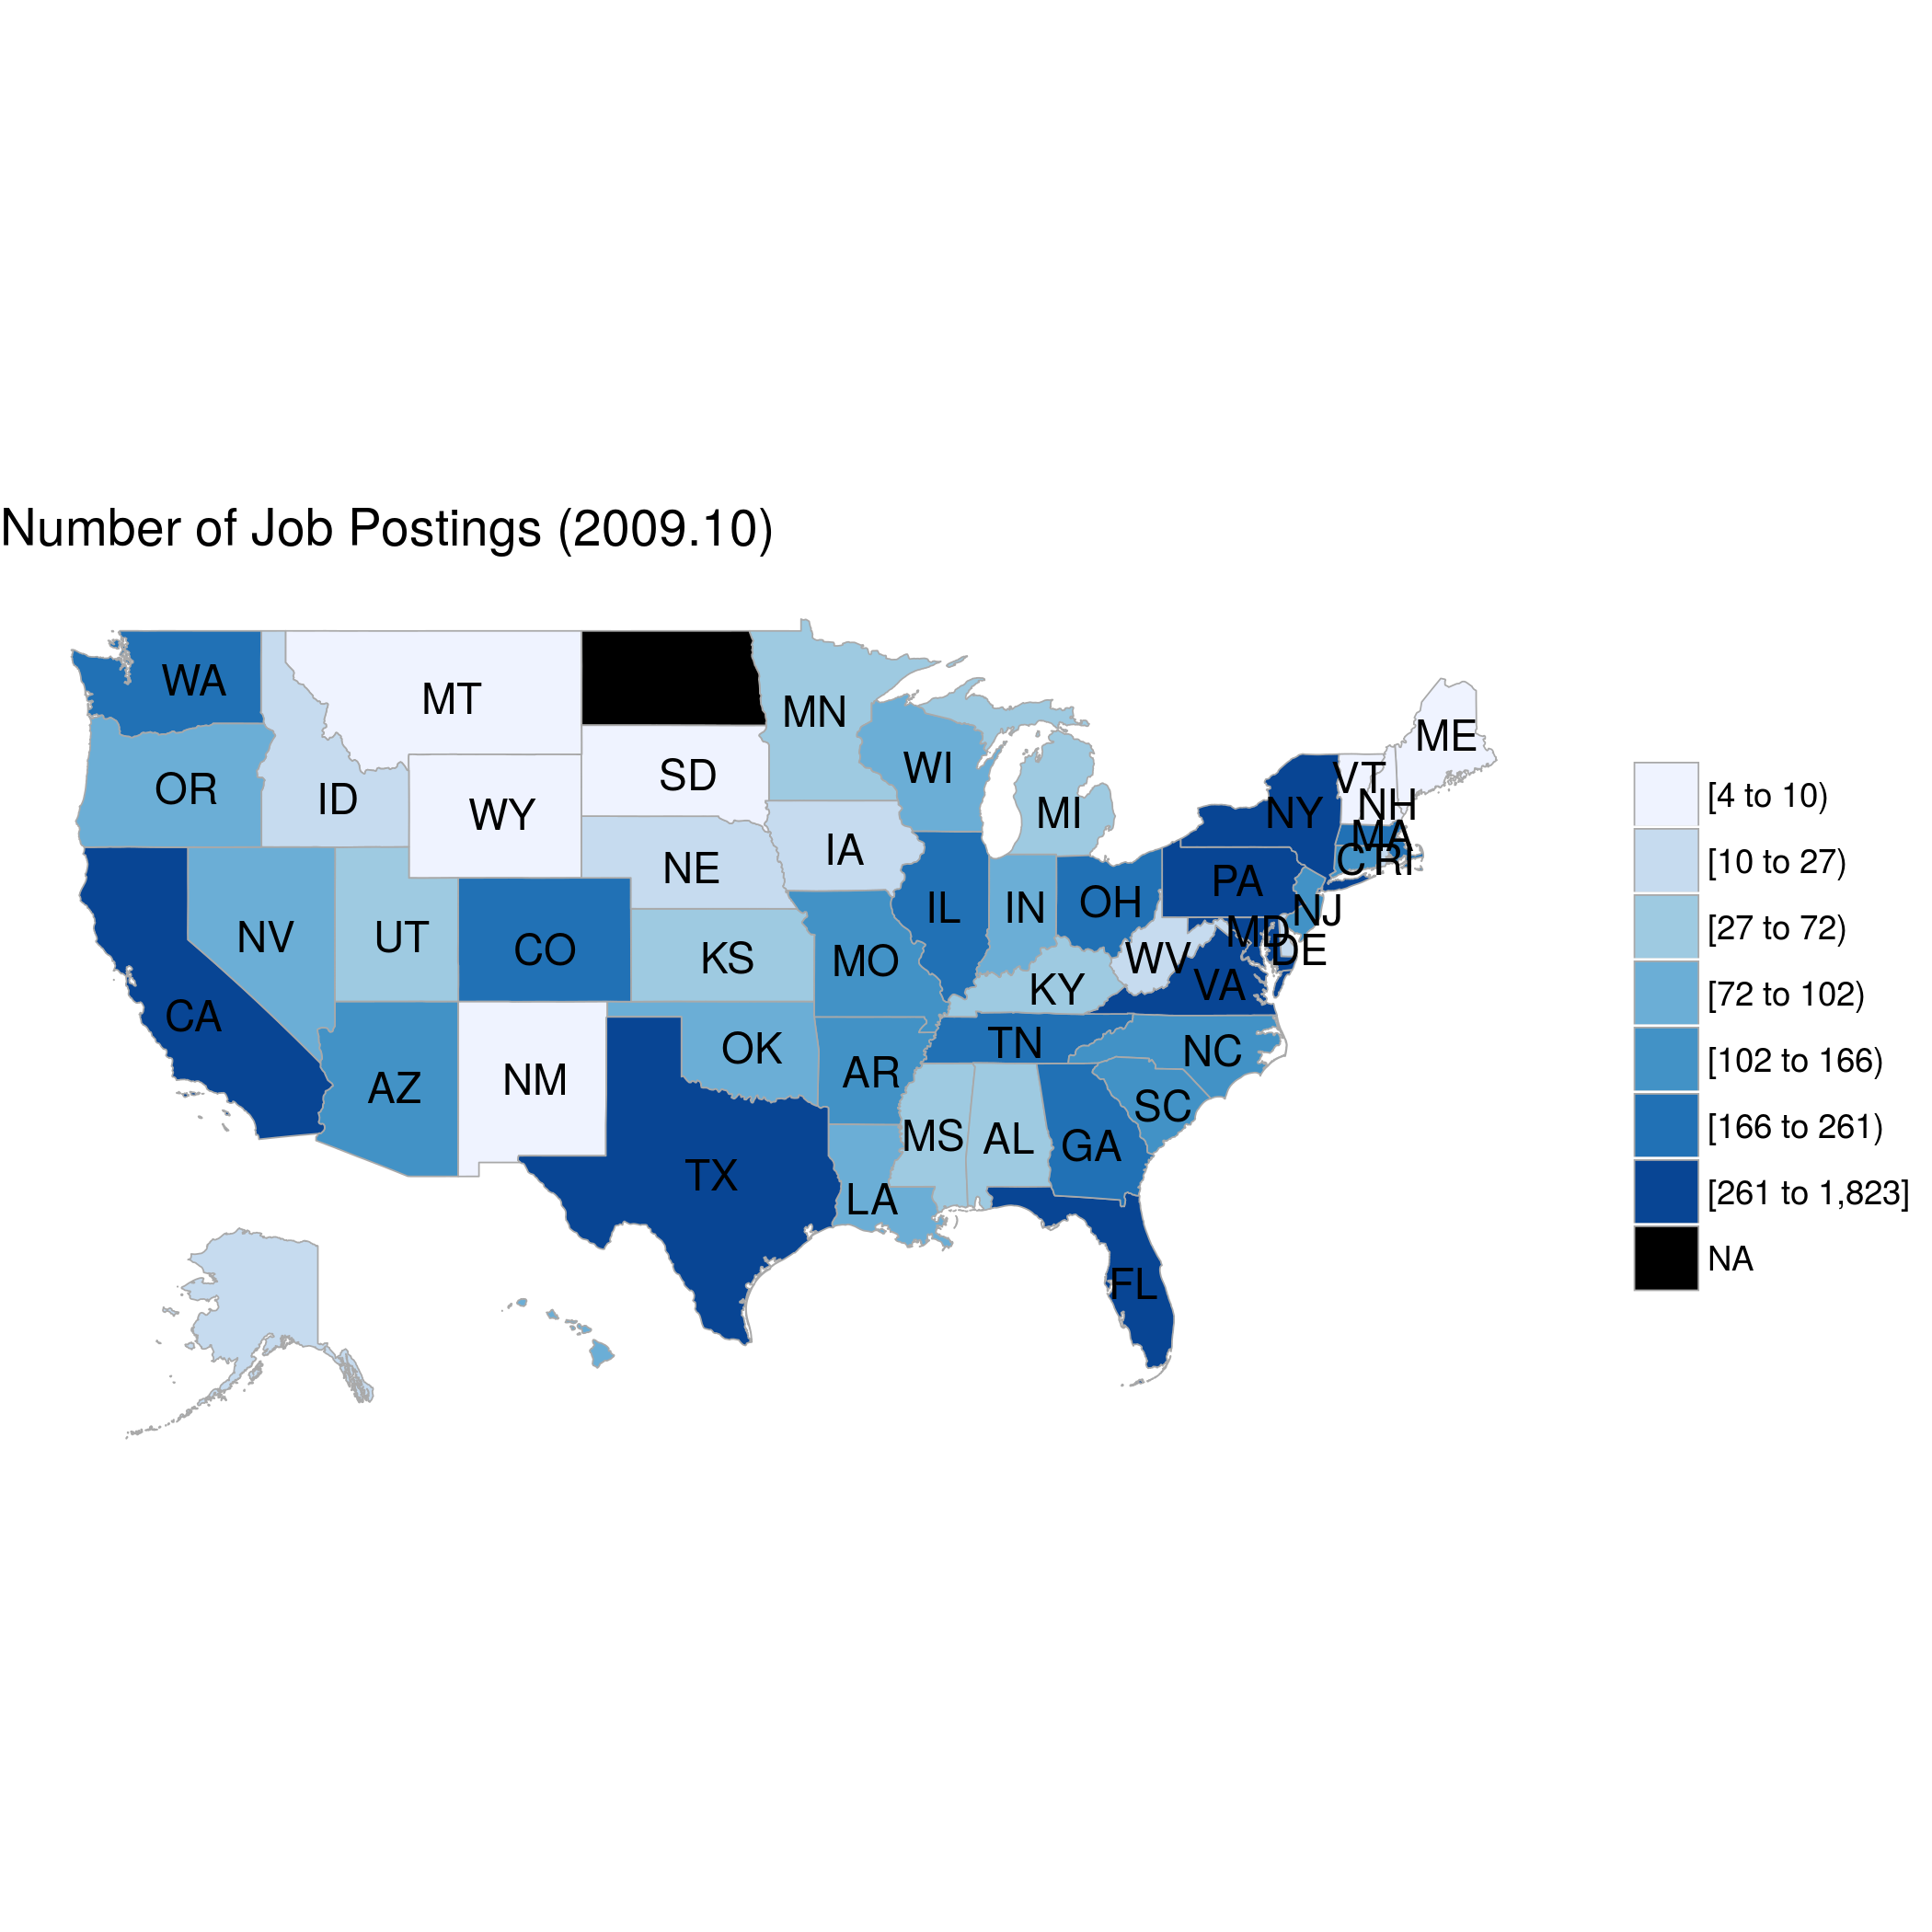 Number of Job Postings (2009.10)
WA
MT
MN
ME
OR
ID
WY
SD
WI
MI
NY
VT
NH
MA
CT
RI
NE
IA
PA
NV
UT
CO
KS
MO
IL
IN
OH
NJ
MD
DE
WV
VA
KY
CA
AZ
NM
OK
AR
TN
NC
SC
TX
LA
MS
AL
GA
FL
[4 to 10)
[10 to 27)
[27 to 72)
[72 to 102)
[102 to 166)
[166 to 261)
[261 to 1,823]
NA